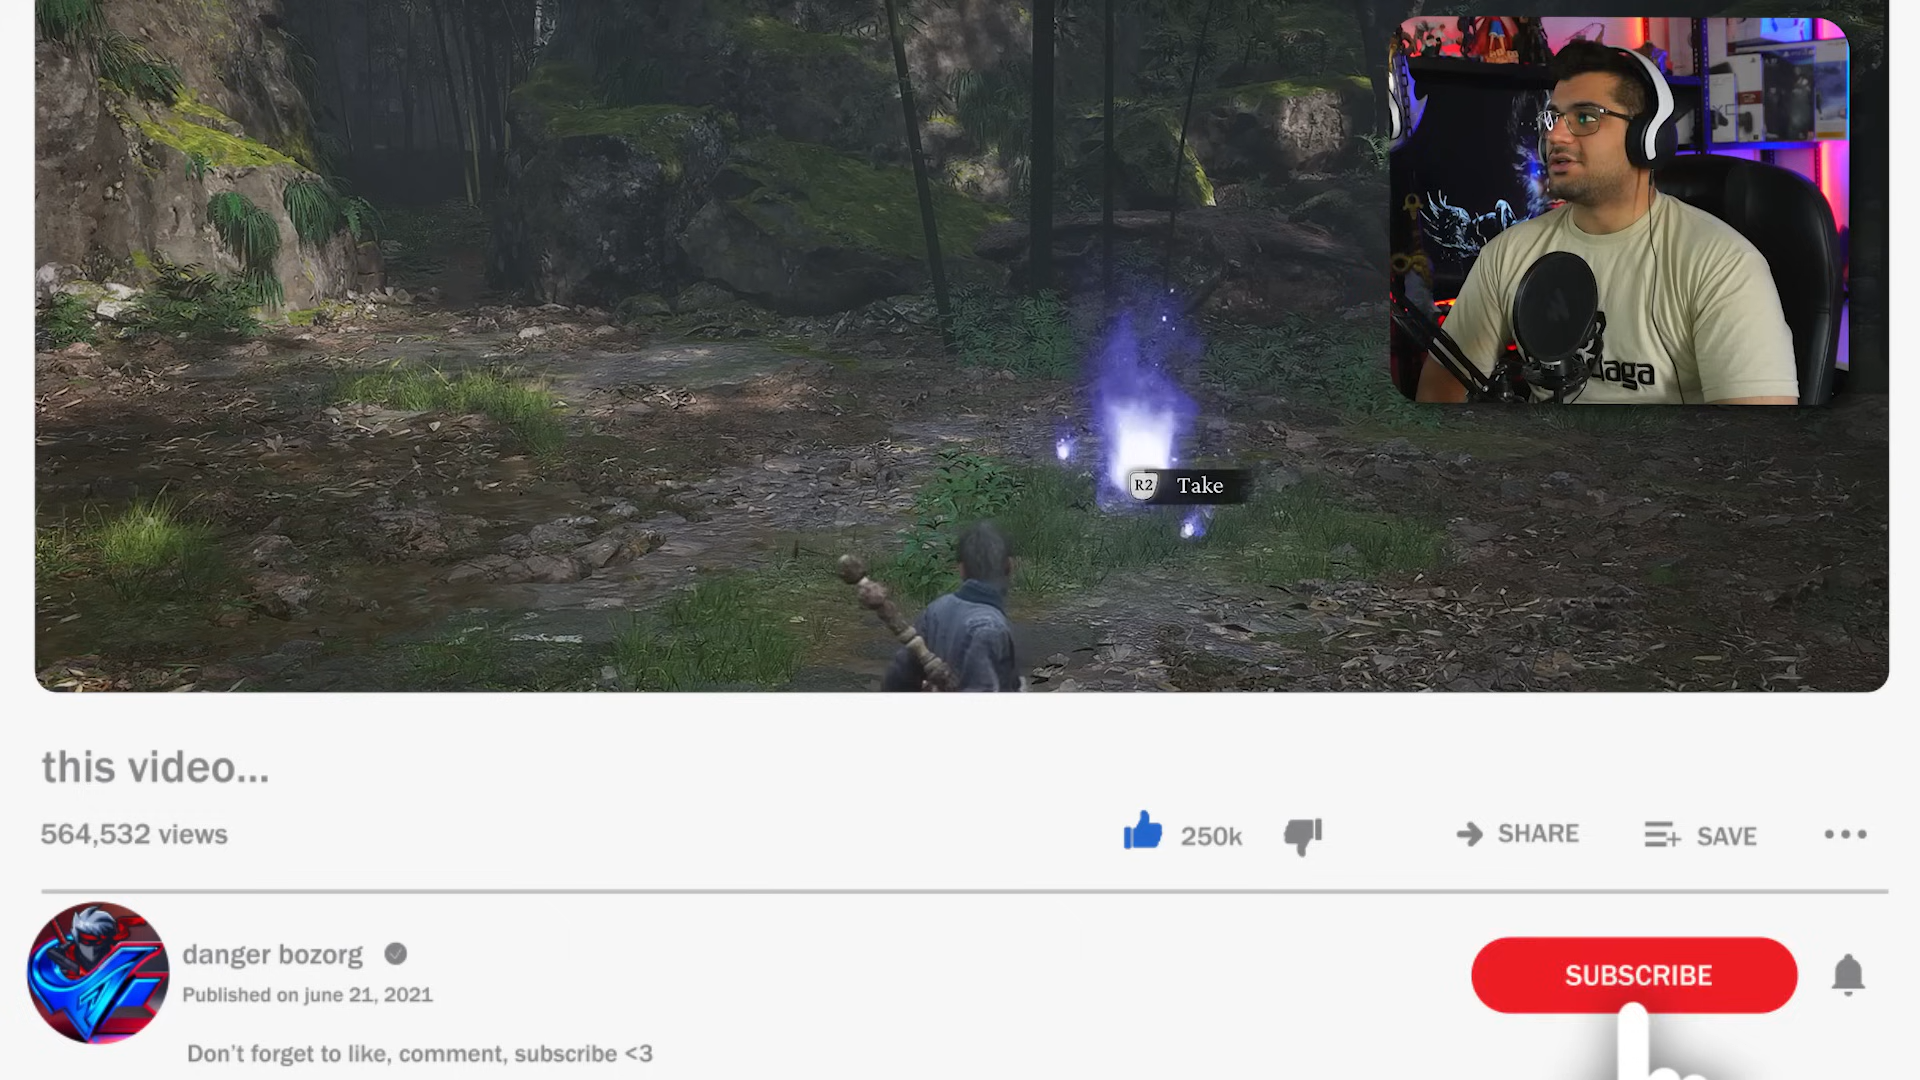 R2 Take
this video...
564,532 views
250k
SHARE
SAVE
danger bozorg
Published on june 21, 2021
SUBSCRIBE
Don't forget to like, comment, subscribe <3